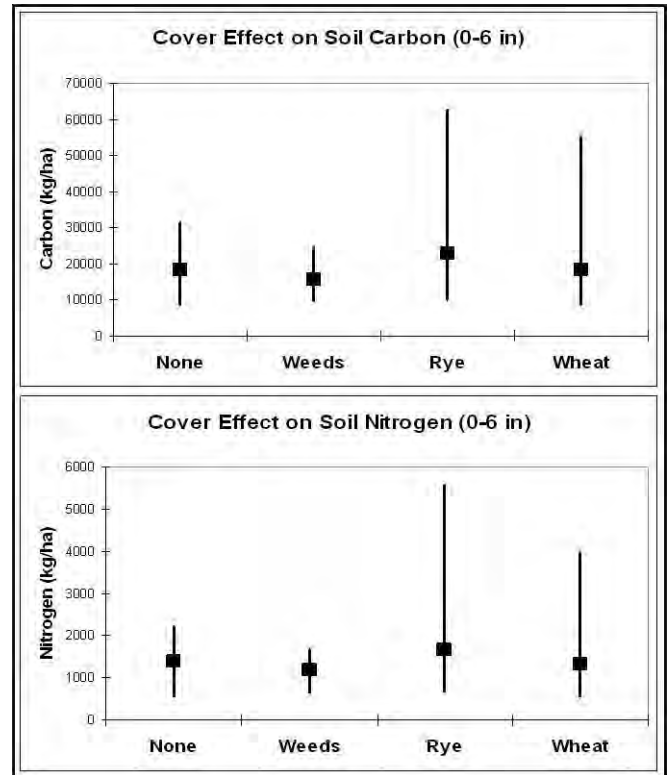 Cover Effect on Soil Carbon (0-6 in)
Carbon (kg/ha)
70000
60000
50000
40000
30000
20000
10000
0
None Weeds Rye Wheat
Cover Effect on Soil Nitrogen (0-6 in)
Nitrogen (kg/ha)
6000
5000
4000
3000
2000
1000
0
None Weeds Rye Wheat